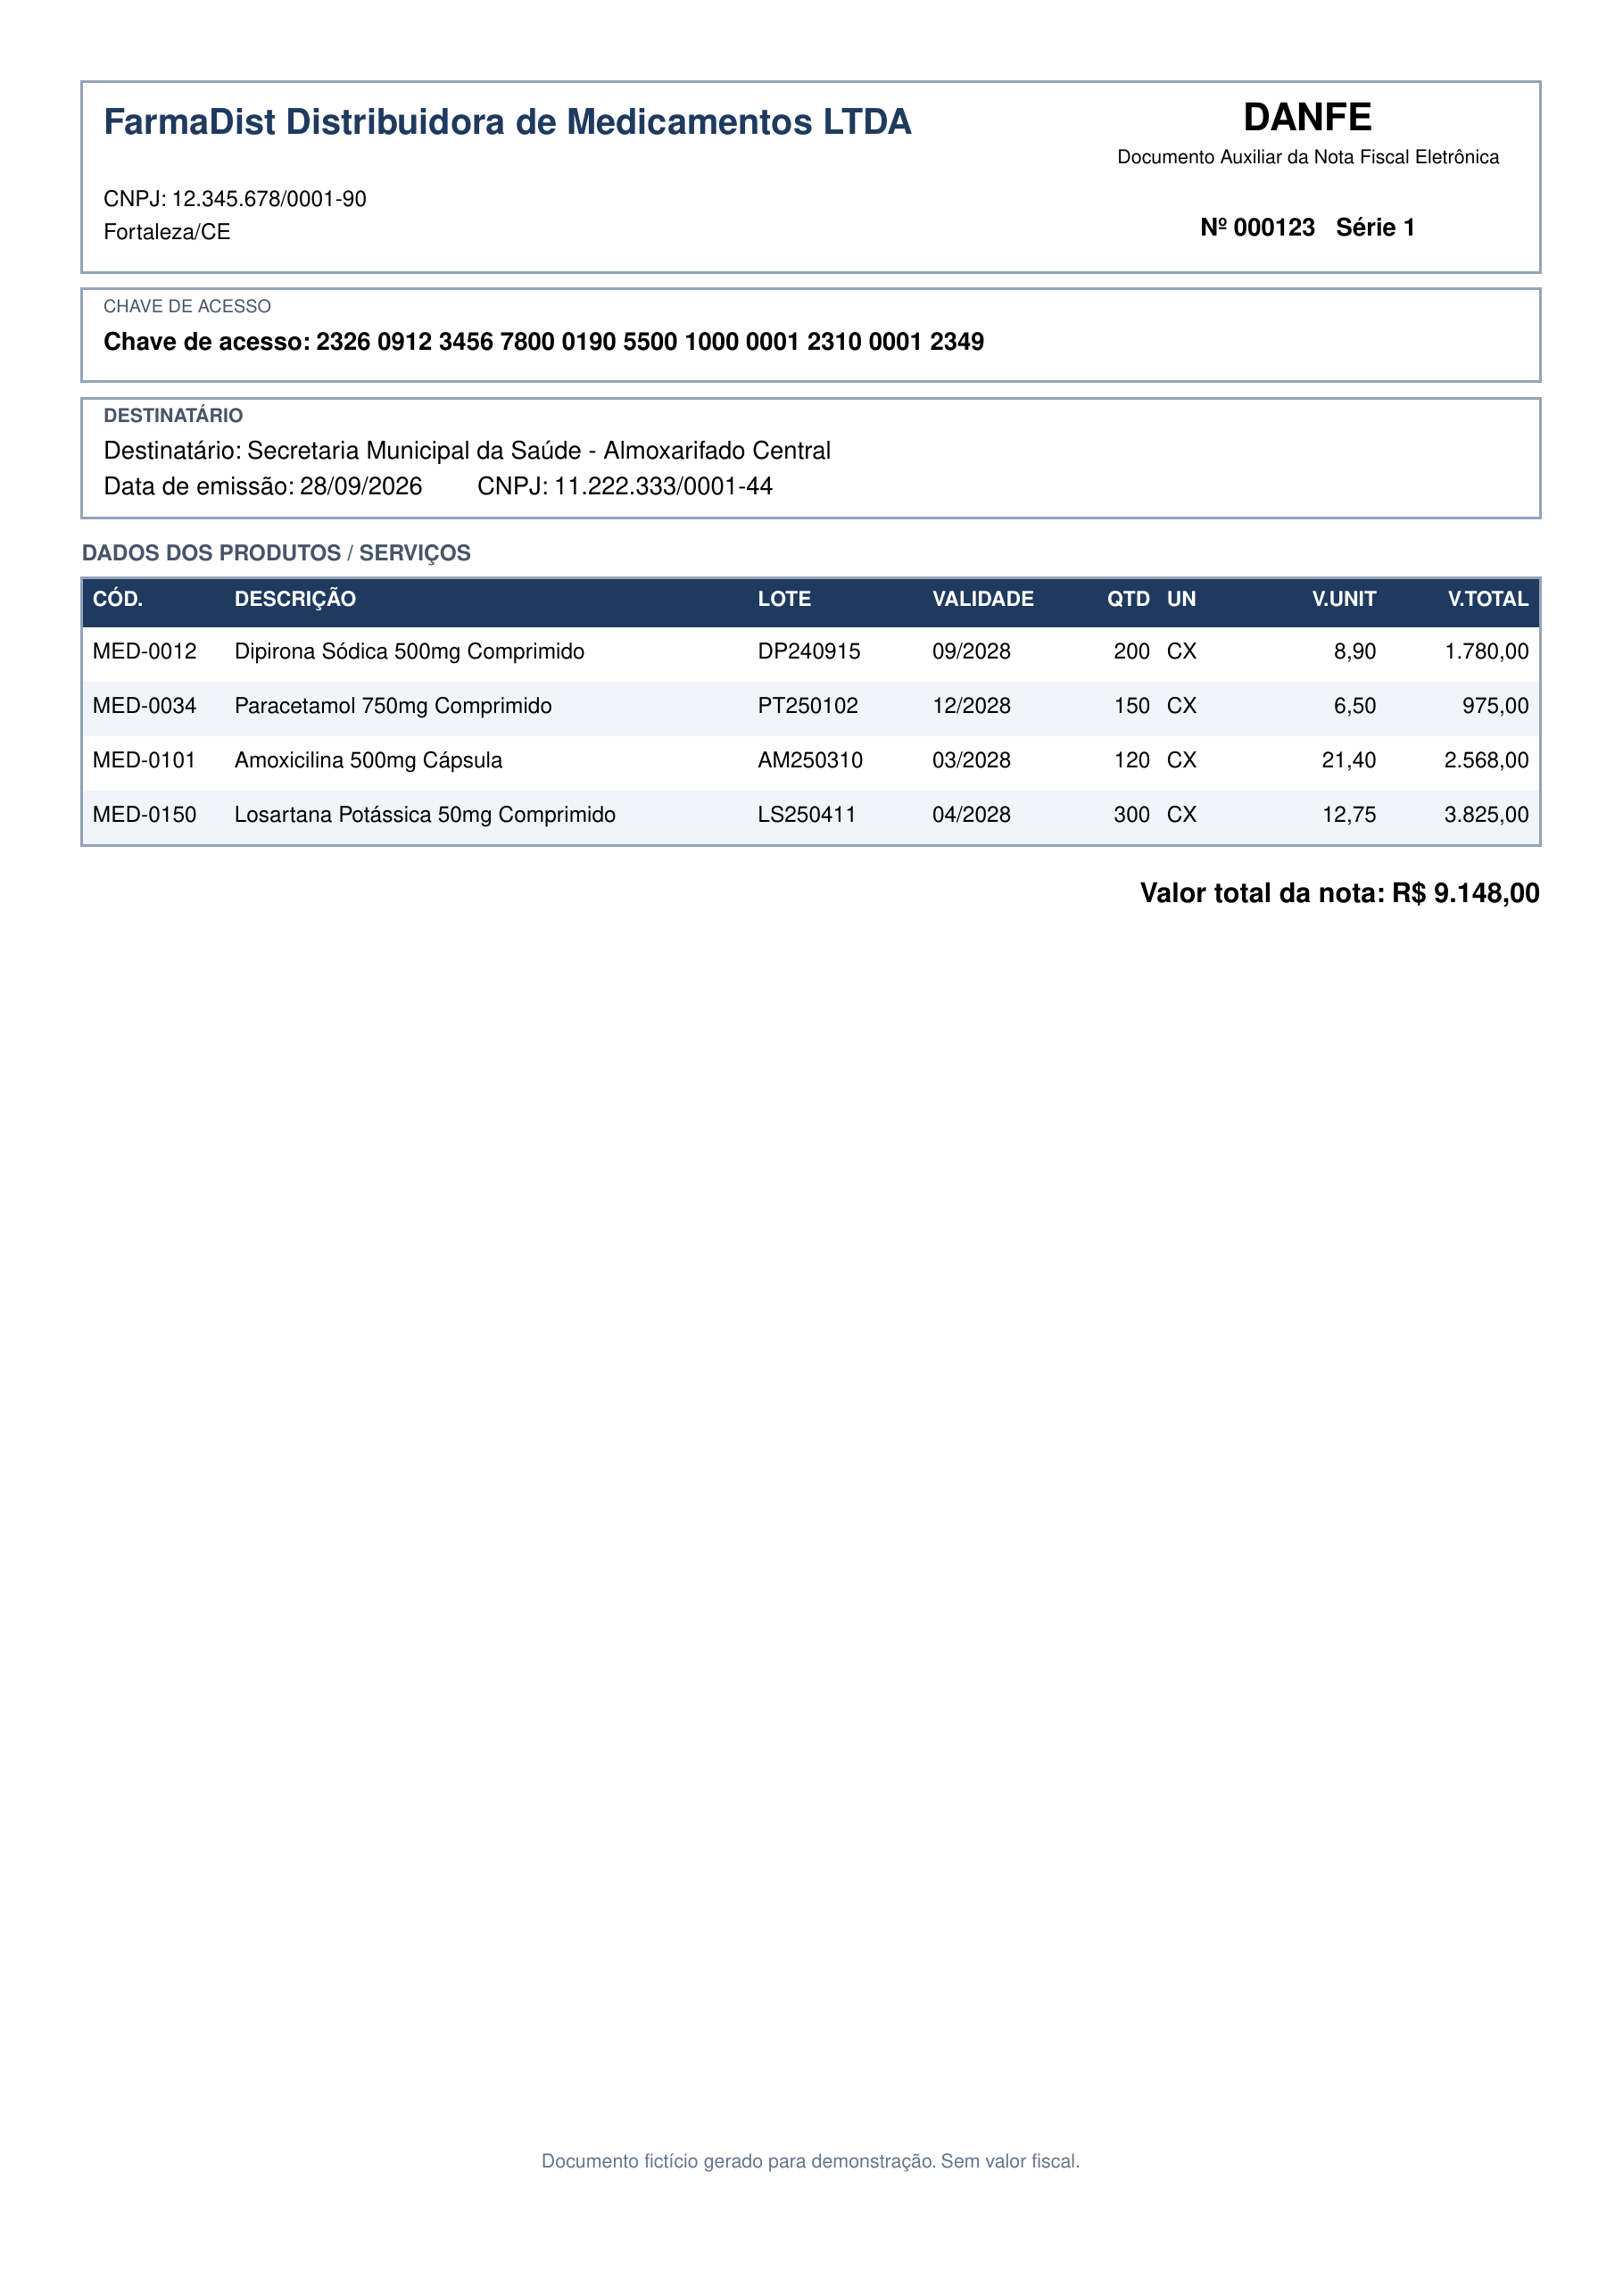 FarmaDist Distribuidora de Medicamentos LTDA
DANFE
Documento Auxiliar da Nota Fiscal Eletrônica
CNPJ: 12.345.678/0001-90
Fortaleza/CE
Nº 000123 Série 1
CHAVE DE ACESSO
Chave de acesso: 2326 0912 3456 7800 0190 5500 1000 0001 2310 0001 2349
DESTINATÁRIO
Destinatário: Secretaria Municipal da Saúde - Almoxarifado Central
Data de emissão: 28/09/2026 CNPJ: 11.222.333/0001-44
DADOS DOS PRODUTOS / SERVIÇOS
CÓD. DESCRIÇÃO LOTE VALIDADE QTD UN V.UNIT V.TOTAL
MED-0012 Dipirona Sódica 500mg Comprimido DP240915 09/2028 200 CX 8,90 1.780,00
MED-0034 Paracetamol 750mg Comprimido PT250102 12/2028 150 CX 6,50 975,00
MED-0101 Amoxicilina 500mg Cápsula AM250310 03/2028 120 CX 21,40 2.568,00
MED-0150 Losartana Potássica 50mg Comprimido LS250411 04/2028 300 CX 12,75 3.825,00
Valor total da nota: R$ 9.148,00
Documento fictício gerado para demonstração. Sem valor fiscal.